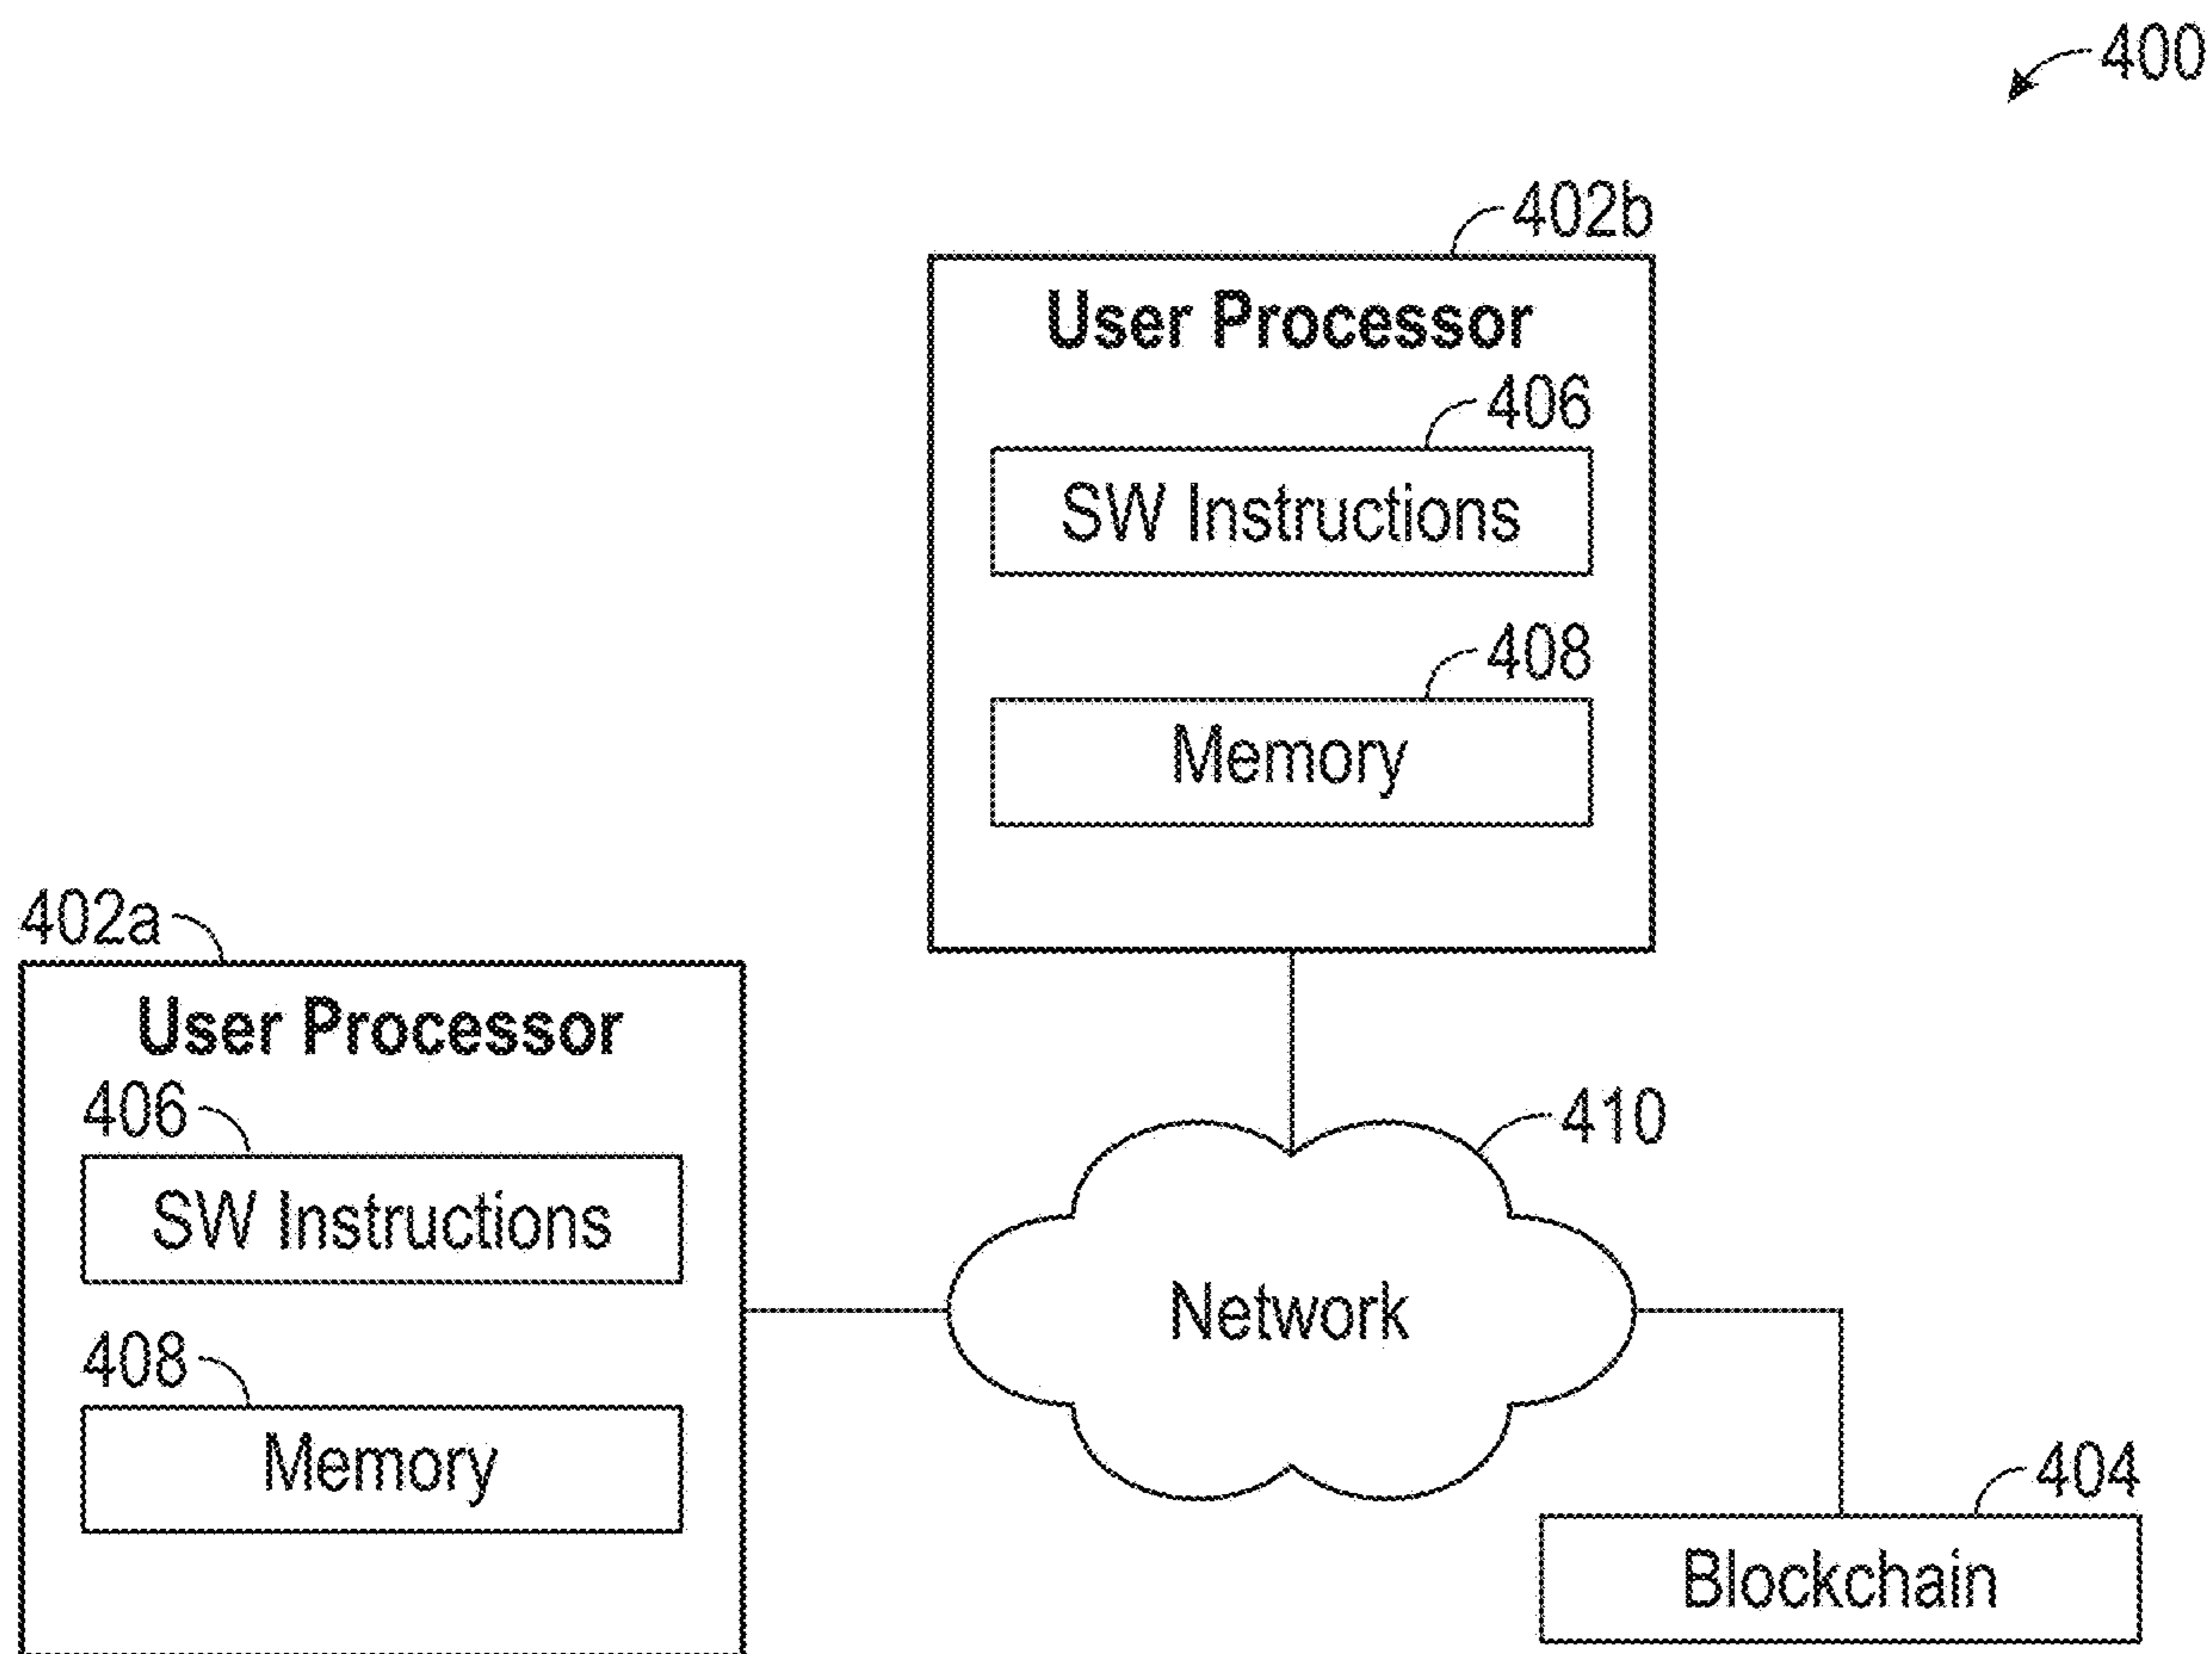 400
402b
User Processor
406
SW Instructions
408
Memory
402a
User Processor
406
SW Instructions
408
Memory
410
Network
404
Blockchain